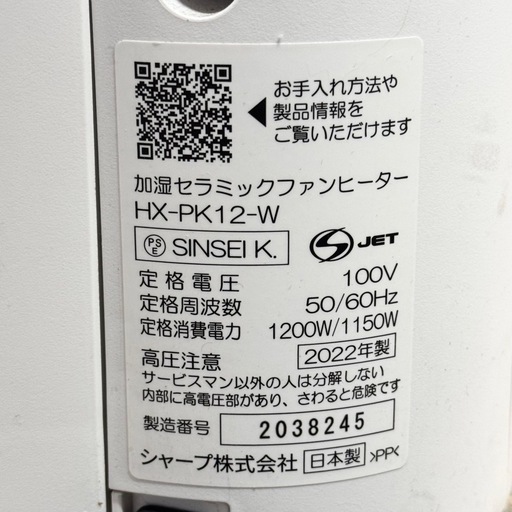 お手入れ方法や
製品情報を
ご覧いただけます
加湿セラミックファンヒーター
HX-PK12-W
PSE SINSEI K. S JET
定格電圧 100V
定格周波数 50/60Hz
定格消費電力 1200W/1150W
高圧注意 2022年製
サービスマン以外の人は分解しない
内部に高電圧部があり、さわると危険です
製造番号 2038245
シャープ株式会社 日本製 >PP<